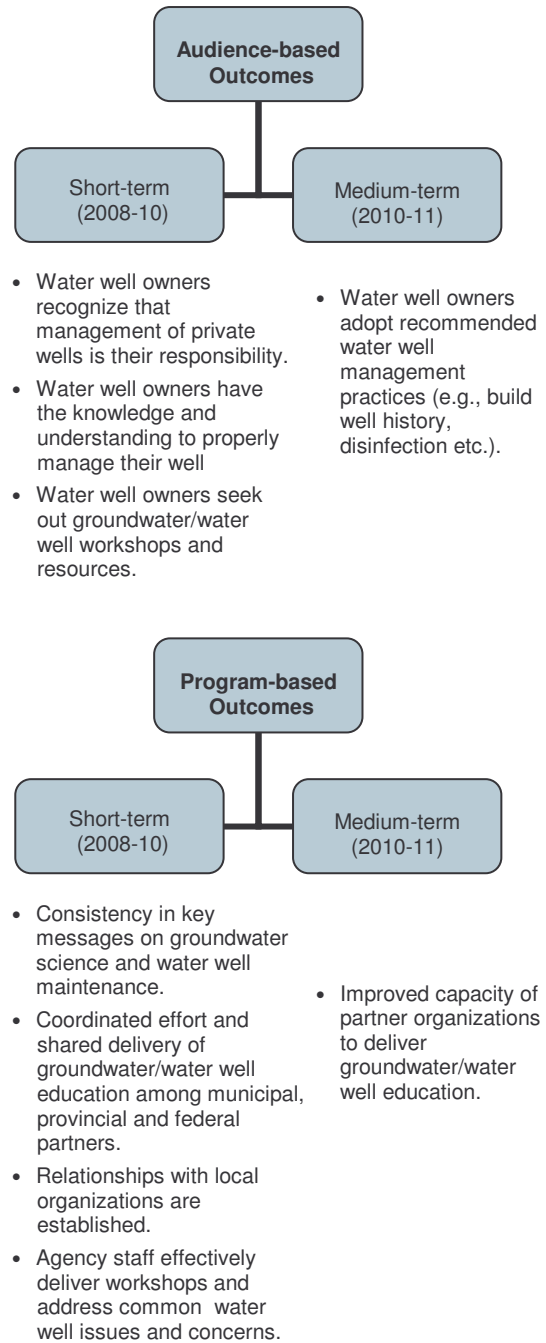 Audience-based
Outcomes
Short-term
(2008-10)
Medium-term
(2010-11)
• Water well owners
recognize that
management of private
wells is their responsibility.
• Water well owners have
the knowledge and
understanding to properly
manage their well
• Water well owners seek
out groundwater/water
well workshops and
resources.
• Water well owners
adopt recommended
water well
management
practices (e.g., build
well history,
disinfection etc.).
Program-based
Outcomes
Short-term
(2008-10)
Medium-term
(2010-11)
• Consistency in key
messages on groundwater
science and water well
maintenance.
• Coordinated effort and
shared delivery of
groundwater/water well
education among municipal,
provincial and federal
partners.
• Relationships with local
organizations are
established.
• Agency staff effectively
deliver workshops and
address common water
well issues and concerns.
• Improved capacity of
partner organizations
to deliver
groundwater/water
well education.